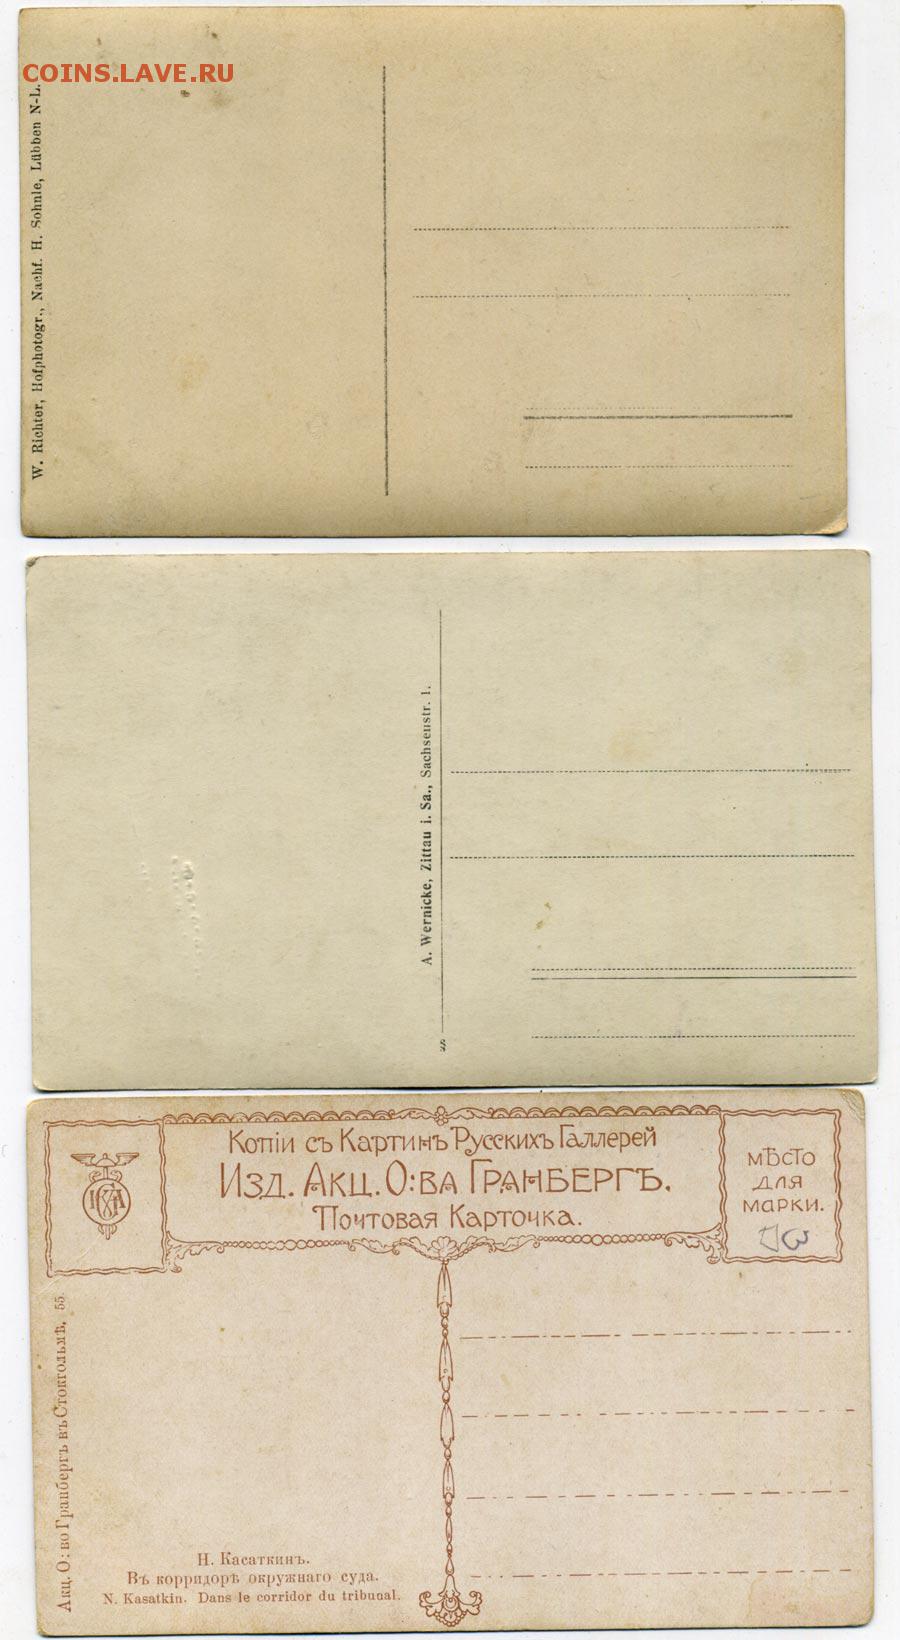 COINS.LAVE.RU
W. Richter, Hofphotogr., Nachf. H. Sohnle, Lübben N-L.
A. Wernicke, Zittau i. Sa., Sachsenstr. 1.
Копіи съ Картинъ Русскихъ Галлерей
Изд. Акц. О:ва Гранбергъ.
Почтовая Карточка.
мѣсто
для
марки.
Акц. О: во Гранбергъ въ Стокгольмѣ, 55
Н. Касаткинъ.
Въ корридорѣ окружнаго суда.
N. Kasatkin. Dans le corridor du tribunal.